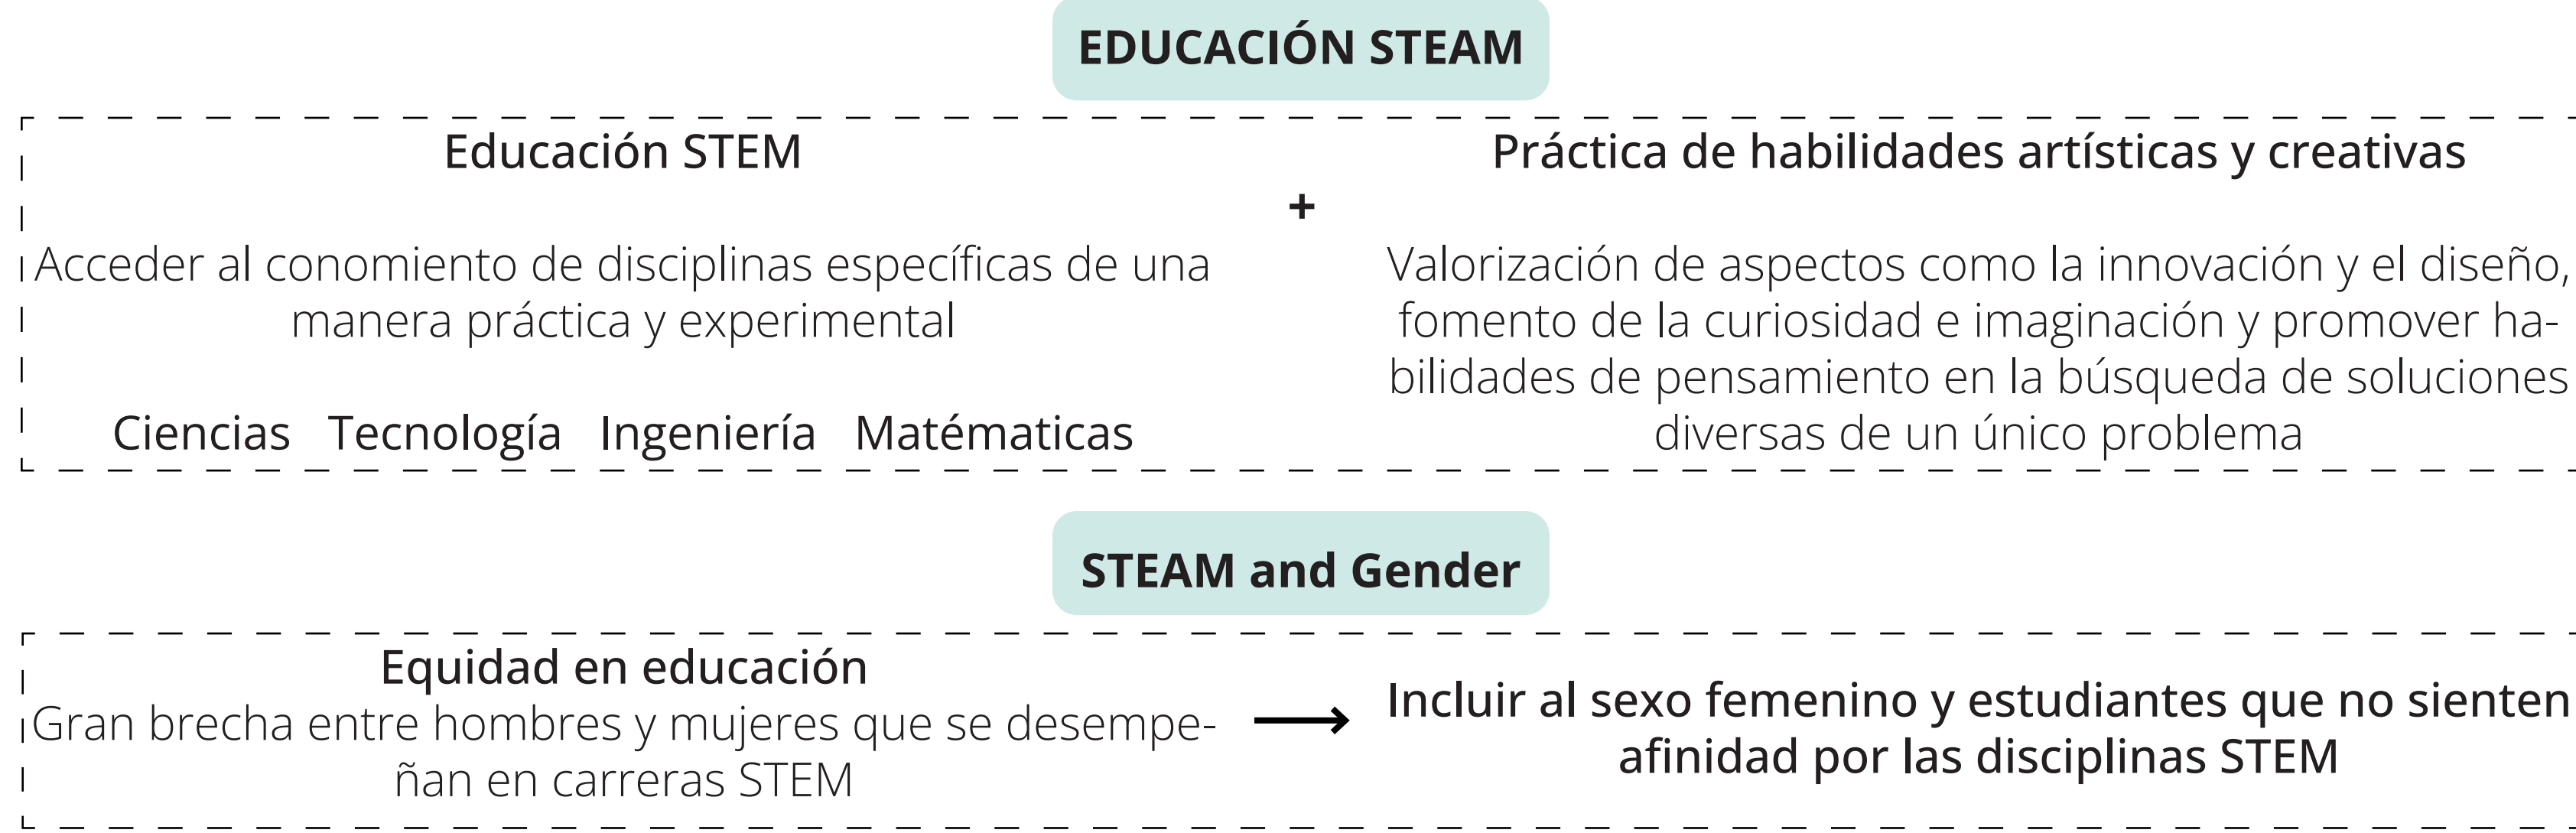 EDUCACIÓN STEAM
Educación STEM
Acceder al conomiento de disciplinas específicas de una
manera práctica y experimental
Ciencias Tecnología Ingeniería Matématicas
+
Práctica de habilidades artísticas y creativas
Valorización de aspectos como la innovación y el diseño,
fomento de la curiosidad e imaginación y promover ha-
bilidades de pensamiento en la búsqueda de soluciones
diversas de un único problema
STEAM and Gender
Equidad en educación
Gran brecha entre hombres y mujeres que se desempe-
ñan en carreras STEM
Incluir al sexo femenino y estudiantes que no sienten
afinidad por las disciplinas STEM